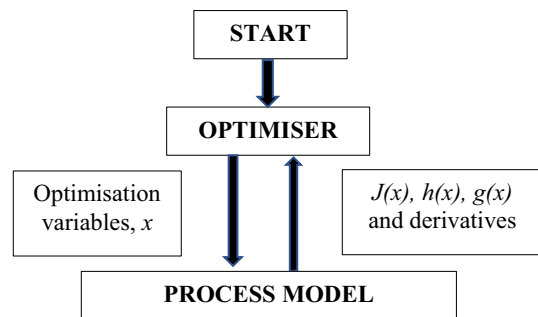 START
OPTIMISER
Optimisation
variables, x
J(x), h(x), g(x)
and derivatives
PROCESS MODEL